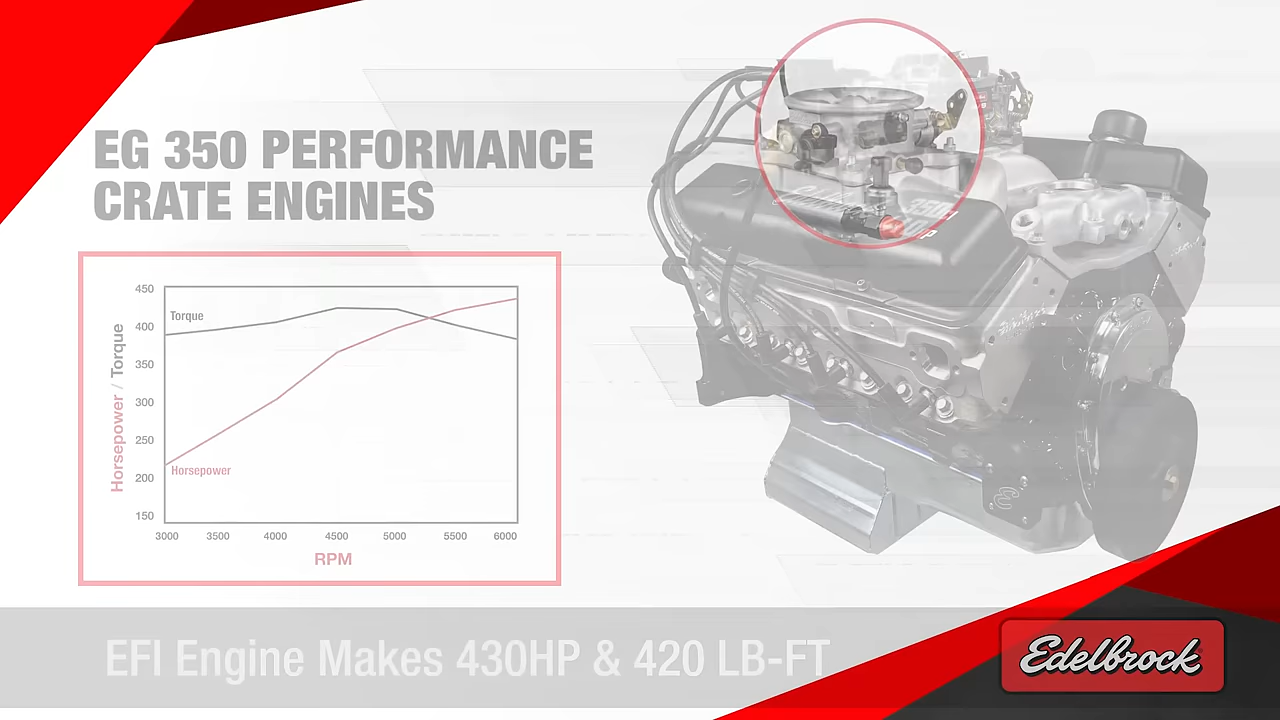 EG 350 PERFORMANCE
CRATE ENGINES
Horsepower / Torque
450
400
350
300
250
200
150
Torque
Horsepower
3000 3500 4000 4500 5000 5500 6000
RPM
EFI Engine Makes 430HP & 420 LB-FT
Edelbrock